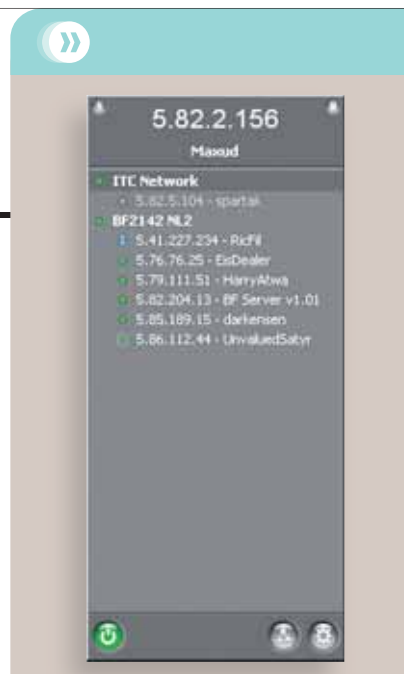 5.82.2.156
Maxud
ITC Network
5.82.5.104 - spartak
BF2142 NL2
5.41.227.234 - RicFil
5.76.76.25 - EisDealer
5.79.111.51 - HarryAtwa
5.82.204.13 - BF Server v1.01
5.85.189.15 - darkensen
5.86.112.44 - UnvaluedSatyr